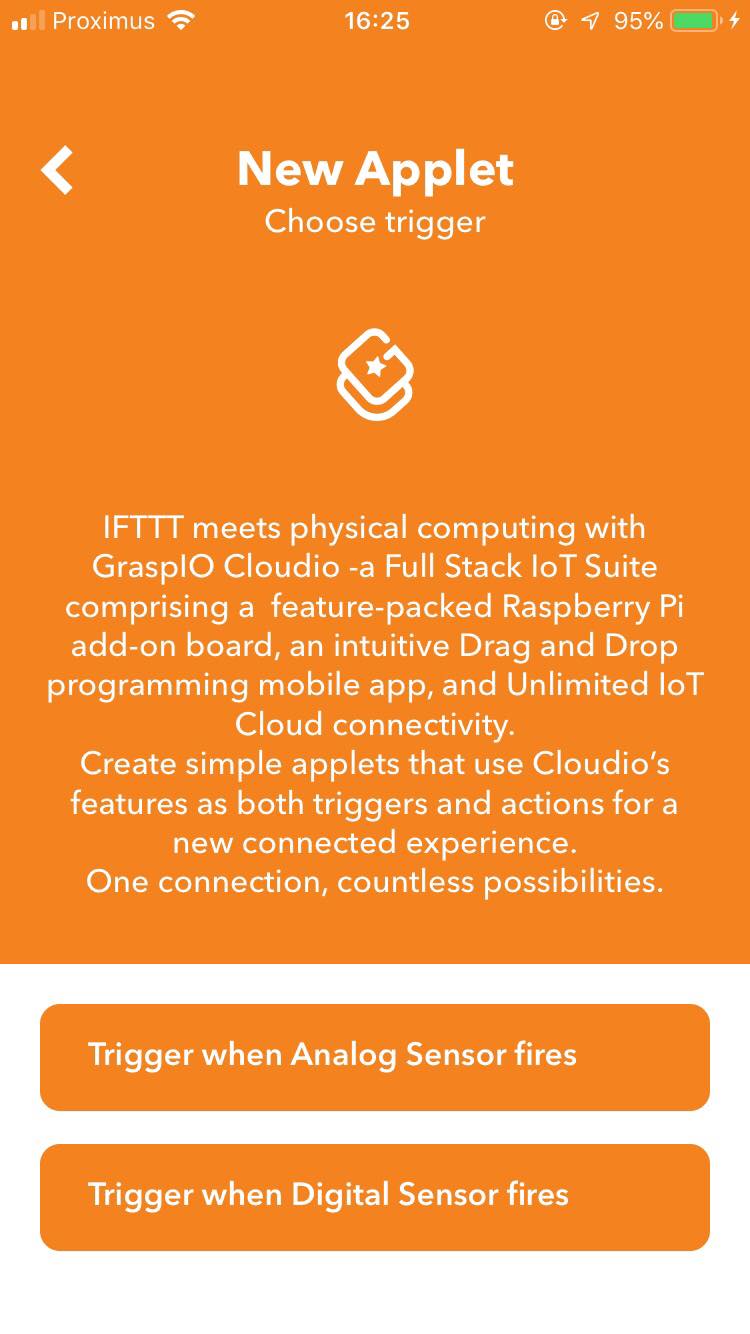 Proximus 16:25 95%
New Applet
Choose trigger
IFTTT meets physical computing with
GraspIO Cloudio -a Full Stack IoT Suite
comprising a  feature-packed Raspberry Pi
add-on board, an intuitive Drag and Drop
programming mobile app, and Unlimited IoT
Cloud connectivity.
Create simple applets that use Cloudio’s
features as both triggers and actions for a
new connected experience.
One connection, countless possibilities.
Trigger when Analog Sensor fires
Trigger when Digital Sensor fires